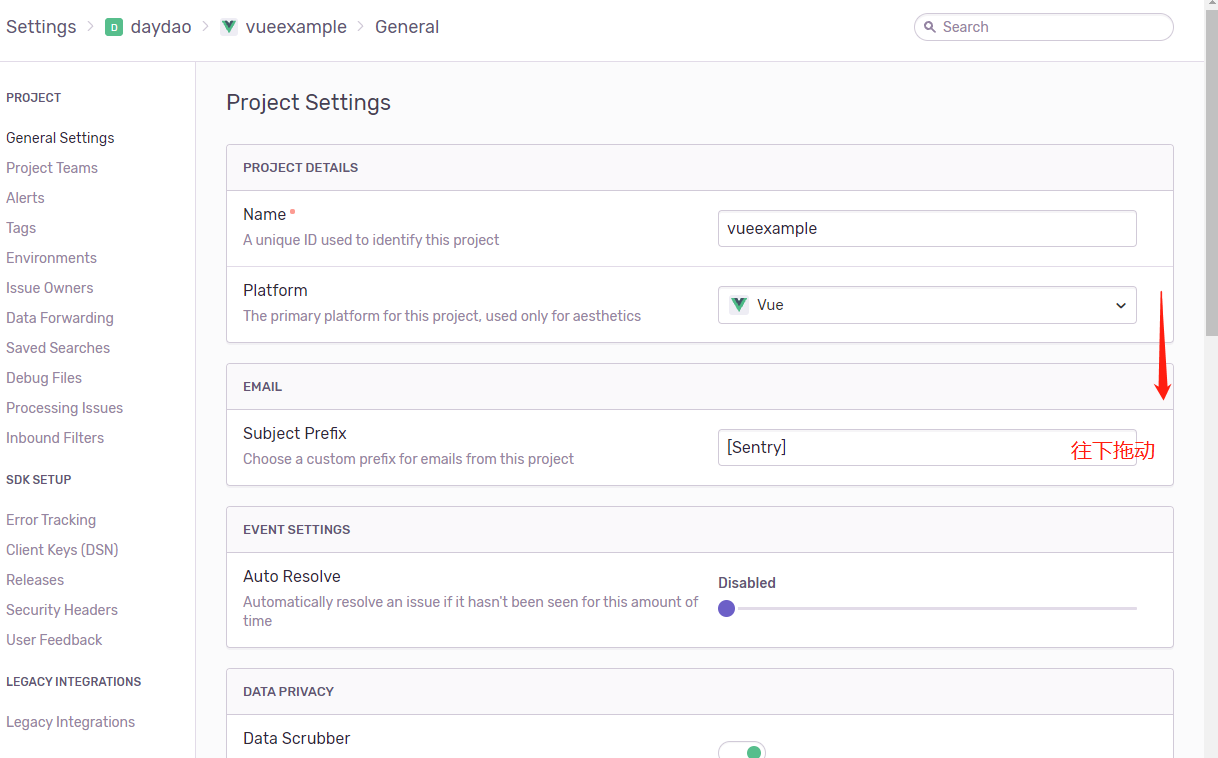 Settings > D daydao > vueexample > General
Search
PROJECT
General Settings
Project Teams
Alerts
Tags
Environments
Issue Owners
Data Forwarding
Saved Searches
Debug Files
Processing Issues
Inbound Filters
SDK SETUP
Error Tracking
Client Keys (DSN)
Releases
Security Headers
User Feedback
LEGACY INTEGRATIONS
Legacy Integrations
Project Settings
PROJECT DETAILS
Name
A unique ID used to identify this project
vueexample
Platform
The primary platform for this project, used only for aesthetics
Vue
EMAIL
Subject Prefix
Choose a custom prefix for emails from this project
[Sentry]
往下拖动
EVENT SETTINGS
Auto Resolve
Automatically resolve an issue if it hasn't been seen for this amount of
time
Disabled
DATA PRIVACY
Data Scrubber